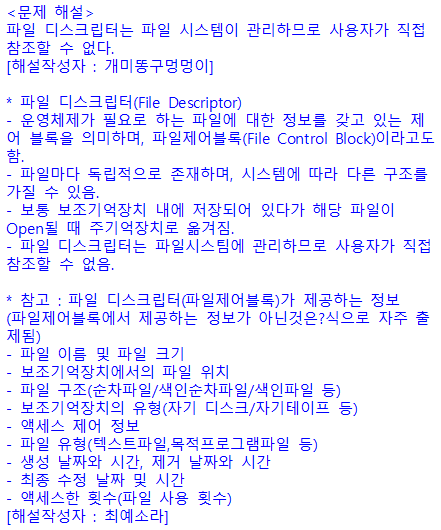 <문제 해설>
파일 디스크립터는 파일 시스템이 관리하므로 사용자가 직접
참조할 수 없다.
[해설작성자 : 개미똥구멍멍이]

* 파일 디스크립터(File Descriptor)
- 운영체제가 필요로 하는 파일에 대한 정보를 갖고 있는 제
어 블록을 의미하며, 파일제어블록(File Control Block)이라고도
함.
- 파일마다 독립적으로 존재하며, 시스템에 따라 다른 구조를
가질 수 있음.
- 보통 보조기억장치 내에 저장되어 있다가 해당 파일이
Open될 때 주기억장치로 옮겨짐.
- 파일 디스크립터는 파일시스팀에 관리하므로 사용자가 직접
참조할 수 없음.

* 참고 : 파일 디스크립터(파일제어블록)가 제공하는 정보
(파일제어블록에서 제공하는 정보가 아닌것은?식으로 자주 출
제됨)
- 파일 이름 및 파일 크기
- 보조기억장치에서의 파일 위치
- 파일 구조(순차파일/색인순차파일/색인파일 등)
- 보조기억장치의 유형(자기 디스크/자기테이프 등)
- 액세스 제어 정보
- 파일 유형(텍스트파일,목적프로그램파일 등)
- 생성 날짜와 시간, 제거 날짜와 시간
- 최종 수정 날짜 및 시간
- 액세스한 횟수(파일 사용 횟수)
[해설작성자 : 최예소라]